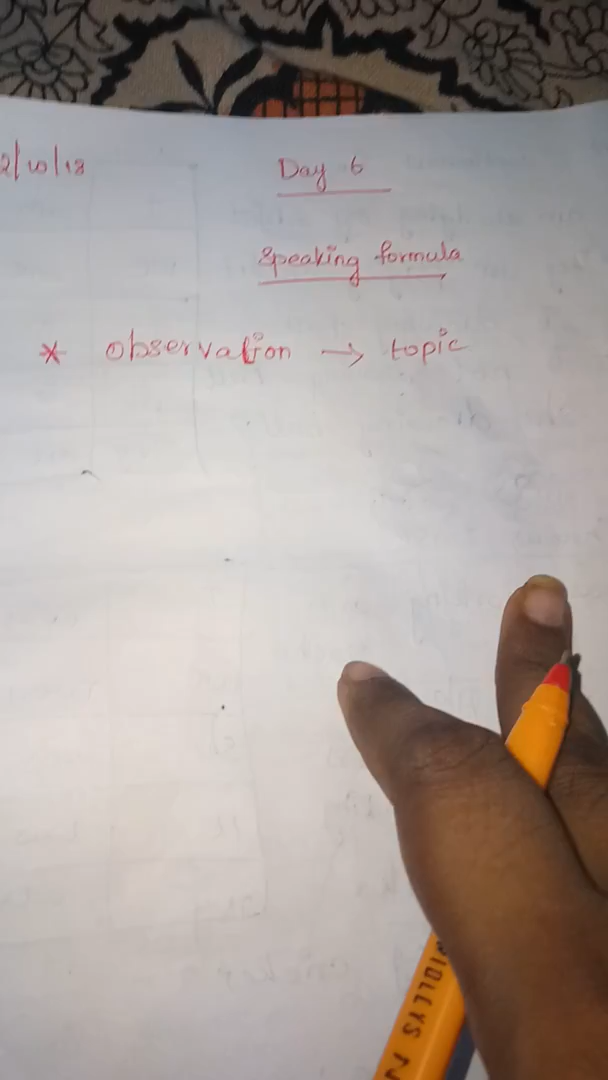 2/10/18
Day 6
Speaking formula
* observation → topic